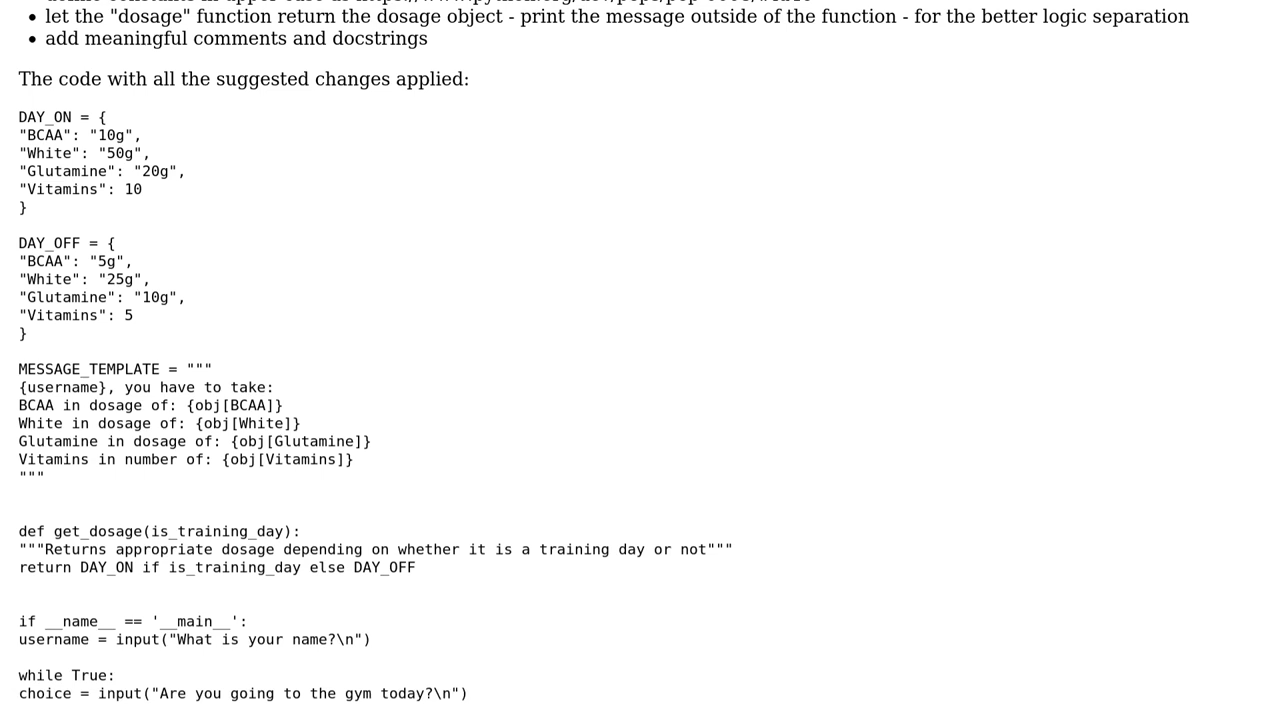 let the "dosage" function return the dosage object - print the message outside of the function - for the better logic separation
add meaningful comments and docstrings
The code with all the suggested changes applied:
DAY_ON = {
"BCAA": "10g",
"White": "50g",
"Glutamine": "20g",
"Vitamins": 10
}
DAY_OFF = {
"BCAA": "5g",
"White": "25g",
"Glutamine": "10g",
"Vitamins": 5
}
MESSAGE_TEMPLATE = """
{username}, you have to take:
BCAA in dosage of: {obj[BCAA]}
White in dosage of: {obj[White]}
Glutamine in dosage of: {obj[Glutamine]}
Vitamins in number of: {obj[Vitamins]}
"""
def get_dosage(is_training_day):
"""Returns appropriate dosage depending on whether it is a training day or not"""
return DAY_ON if is_training_day else DAY_OFF
if __name__ == '__main__':
username = input("What is your name?\n")
while True:
choice = input("Are you going to the gym today?\n")